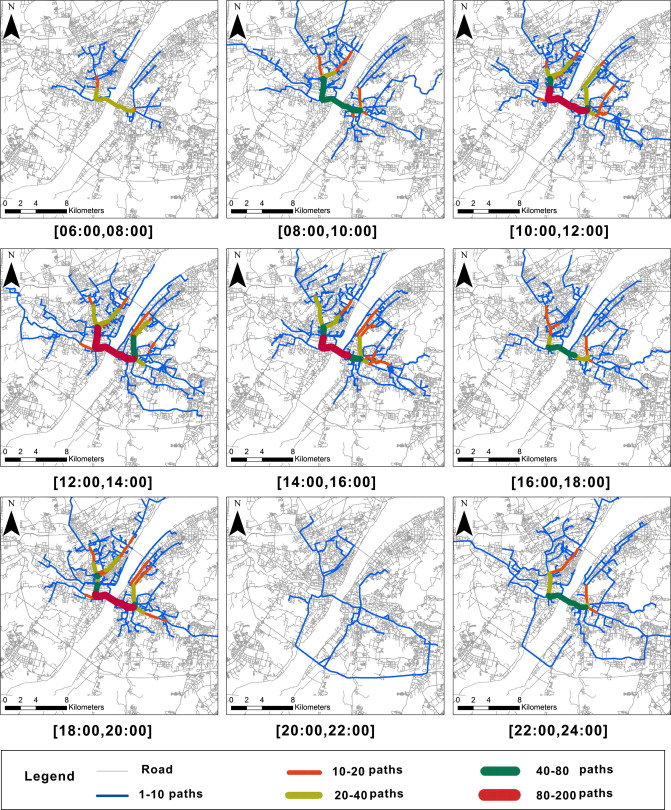 N N N
0 2 4 8 0 2 4 8 0 2 4 8
Kilometers Kilometers Kilometers
[06:00,08:00] [08:00,10:00] [10:00,12:00]
N N N
0 2 4 8 0 2 4 8 0 2 4 8
Kilometers Kilometers Kilometers
[12:00,14:00] [14:00,16:00] [16:00,18:00]
N N N
0 2 4 8 0 2 4 8 0 2 4 8
Kilometers Kilometers Kilometers
[18:00,20:00] [20:00,22:00] [22:00,24:00]
Legend
Road 10-20 paths 40-80 paths
1-10 paths 20-40 paths 80-200 paths